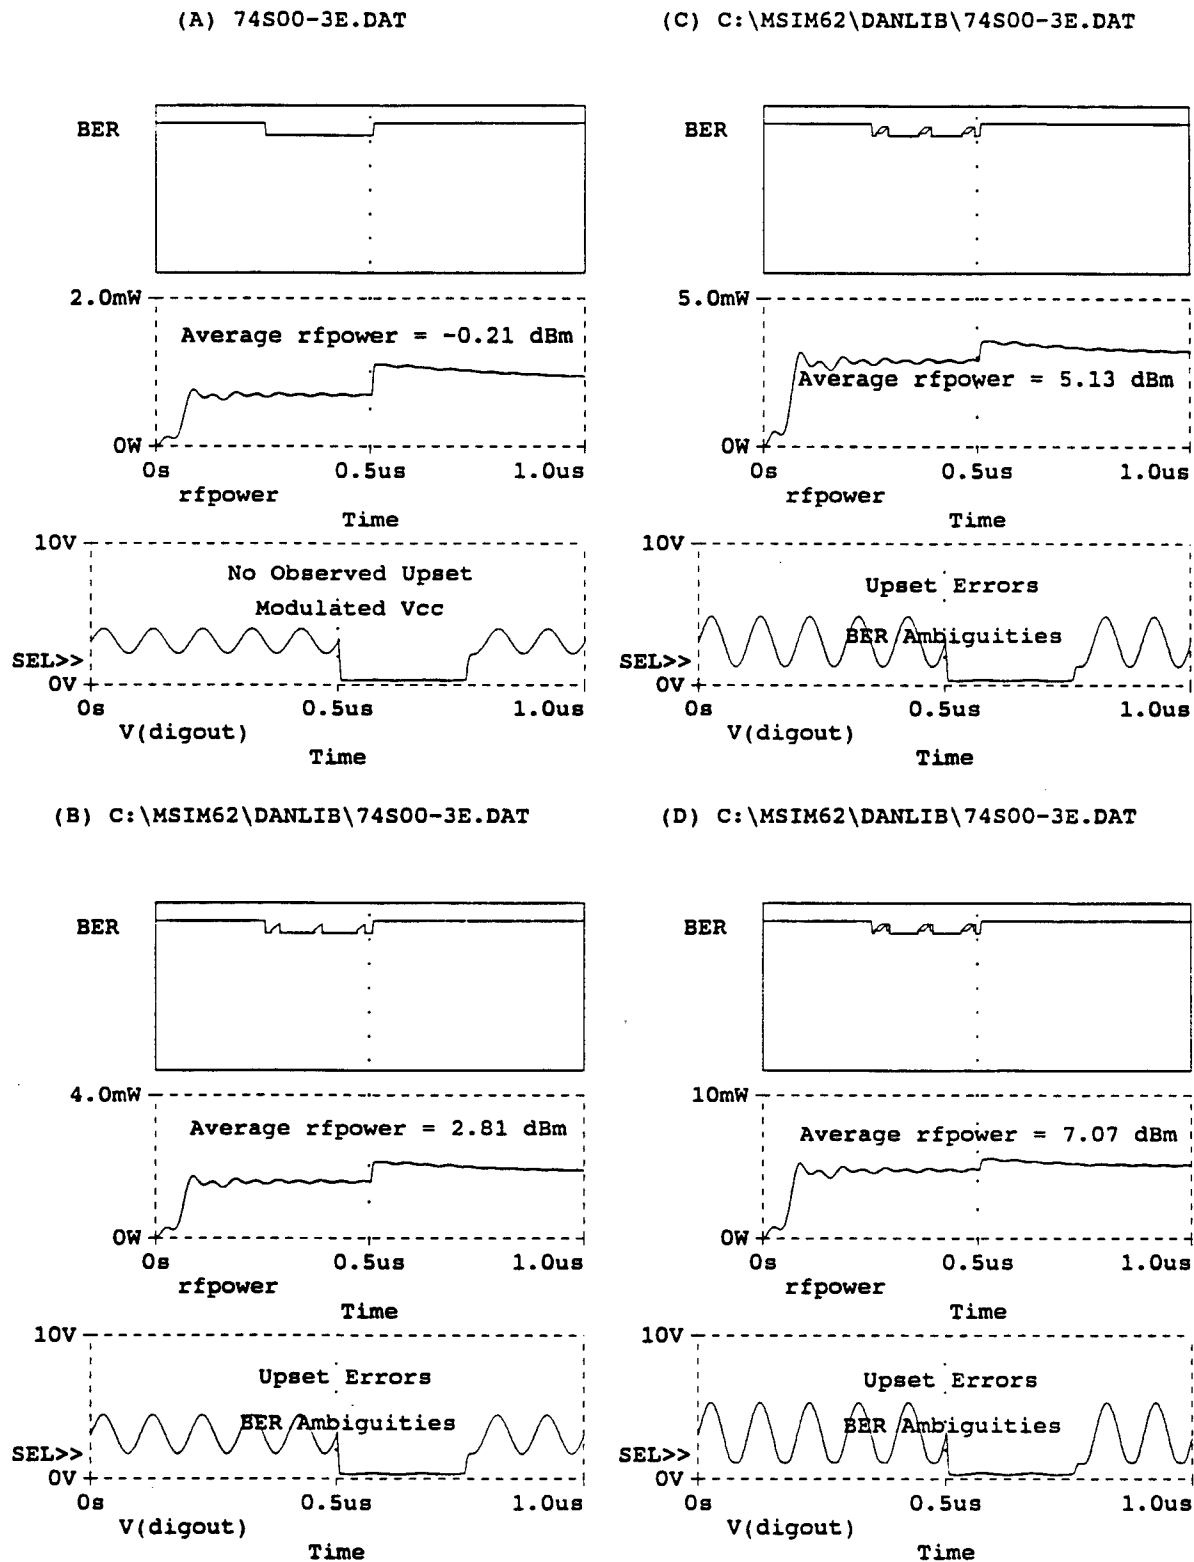 (A) 74S00-3E.DAT
BER
2.0mW
Average rfpower = -0.21 dBm
0W
0s 0.5us 1.0us
rfpower
Time
10V
No Observed Upset
Modulated Vcc
SEL>>
0V
0s 0.5us 1.0us
V(digout)
Time
(C) C:\MSIM62\DANLIB\74S00-3E.DAT
BER
5.0mW
Average rfpower = 5.13 dBm
0W
0s 0.5us 1.0us
rfpower
Time
10V
Upset Errors
BER Ambiguities
SEL>>
0V
0s 0.5us 1.0us
V(digout)
Time
(B) C:\MSIM62\DANLIB\74S00-3E.DAT
BER
4.0mW
Average rfpower = 2.81 dBm
0W
0s 0.5us 1.0us
rfpower
Time
10V
Upset Errors
BER Ambiguities
SEL>>
0V
0s 0.5us 1.0us
V(digout)
Time
(D) C:\MSIM62\DANLIB\74S00-3E.DAT
BER
10mW
Average rfpower = 7.07 dBm
0W
0s 0.5us 1.0us
rfpower
Time
10V
Upset Errors
BER Ambiguities
SEL>>
0V
0s 0.5us 1.0us
V(digout)
Time